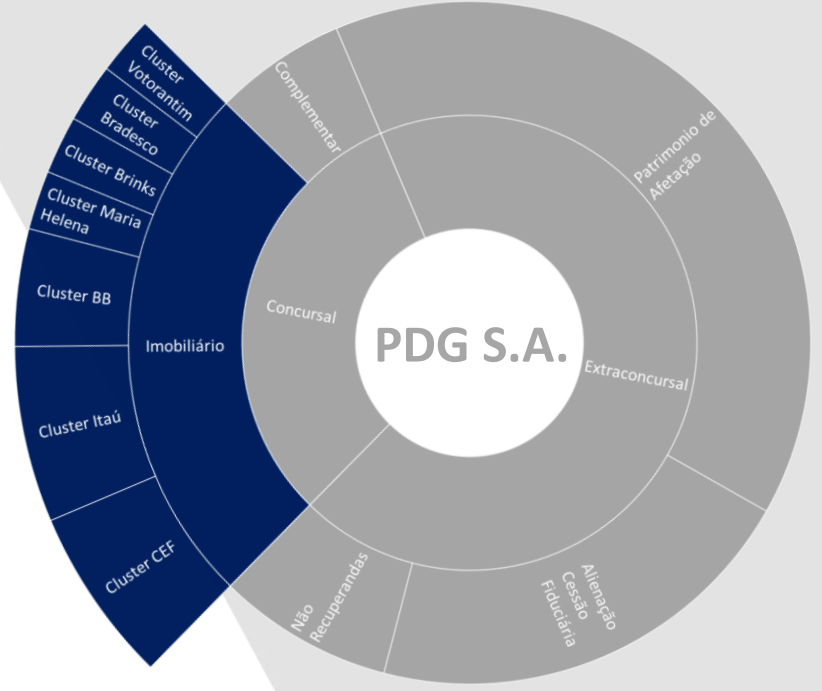 Cluster
Votorantim
Cluster
Bradesco
Cluster Brinks
Cluster Maria
Helena
Cluster BB
Cluster Itaú
Cluster CEF
Imobiliário
Complementar
Concursal
PDG S.A.
Extraconcursal
Patrimonio de
Afetação
Alienação
Cessão
Fiduciária
Não
Recuperandas